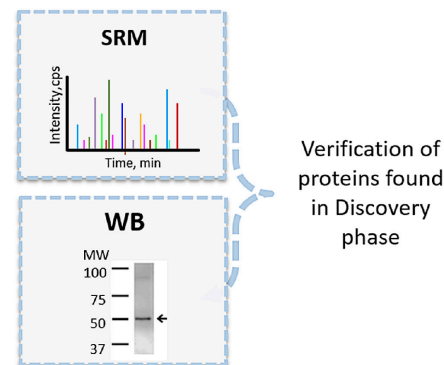 SRM
Intensity,cps
Time, min
Verification of
proteins found
in Discovery
phase
WB
MW
100
75
50
37